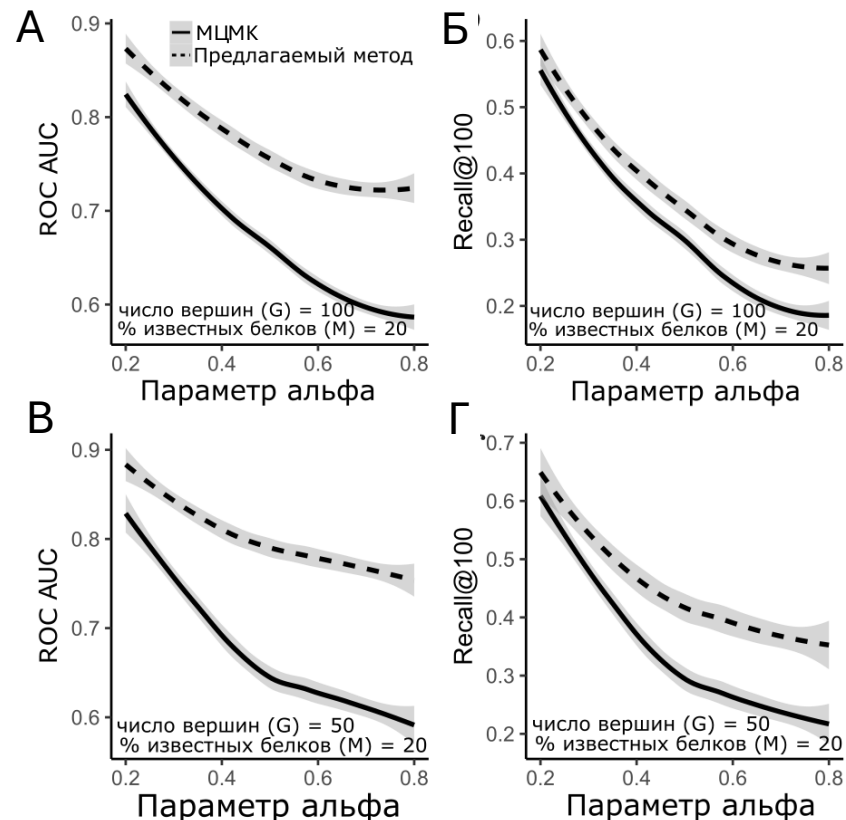 А
0.9
0.8
0.7
0.6
ROC AUC
МЦМК
Предлагаемый метод
число вершин (G) = 100
% известных белков (M) = 20
0.2 0.4 0.6 0.8
Параметр альфа
Б
0.6
0.5
0.4
0.3
0.2
Recall@100
число вершин (G) = 100
% известных белков (M) = 20
0.2 0.4 0.6 0.8
Параметр альфа
В
0.9
0.8
0.7
0.6
ROC AUC
число вершин (G) = 50
% известных белков (M) = 20
0.2 0.4 0.6 0.8
Параметр альфа
Г
0.7
0.6
0.5
0.4
0.3
0.2
Recall@100
число вершин (G) = 50
% известных белков (M) = 20
0.2 0.4 0.6 0.8
Параметр альфа